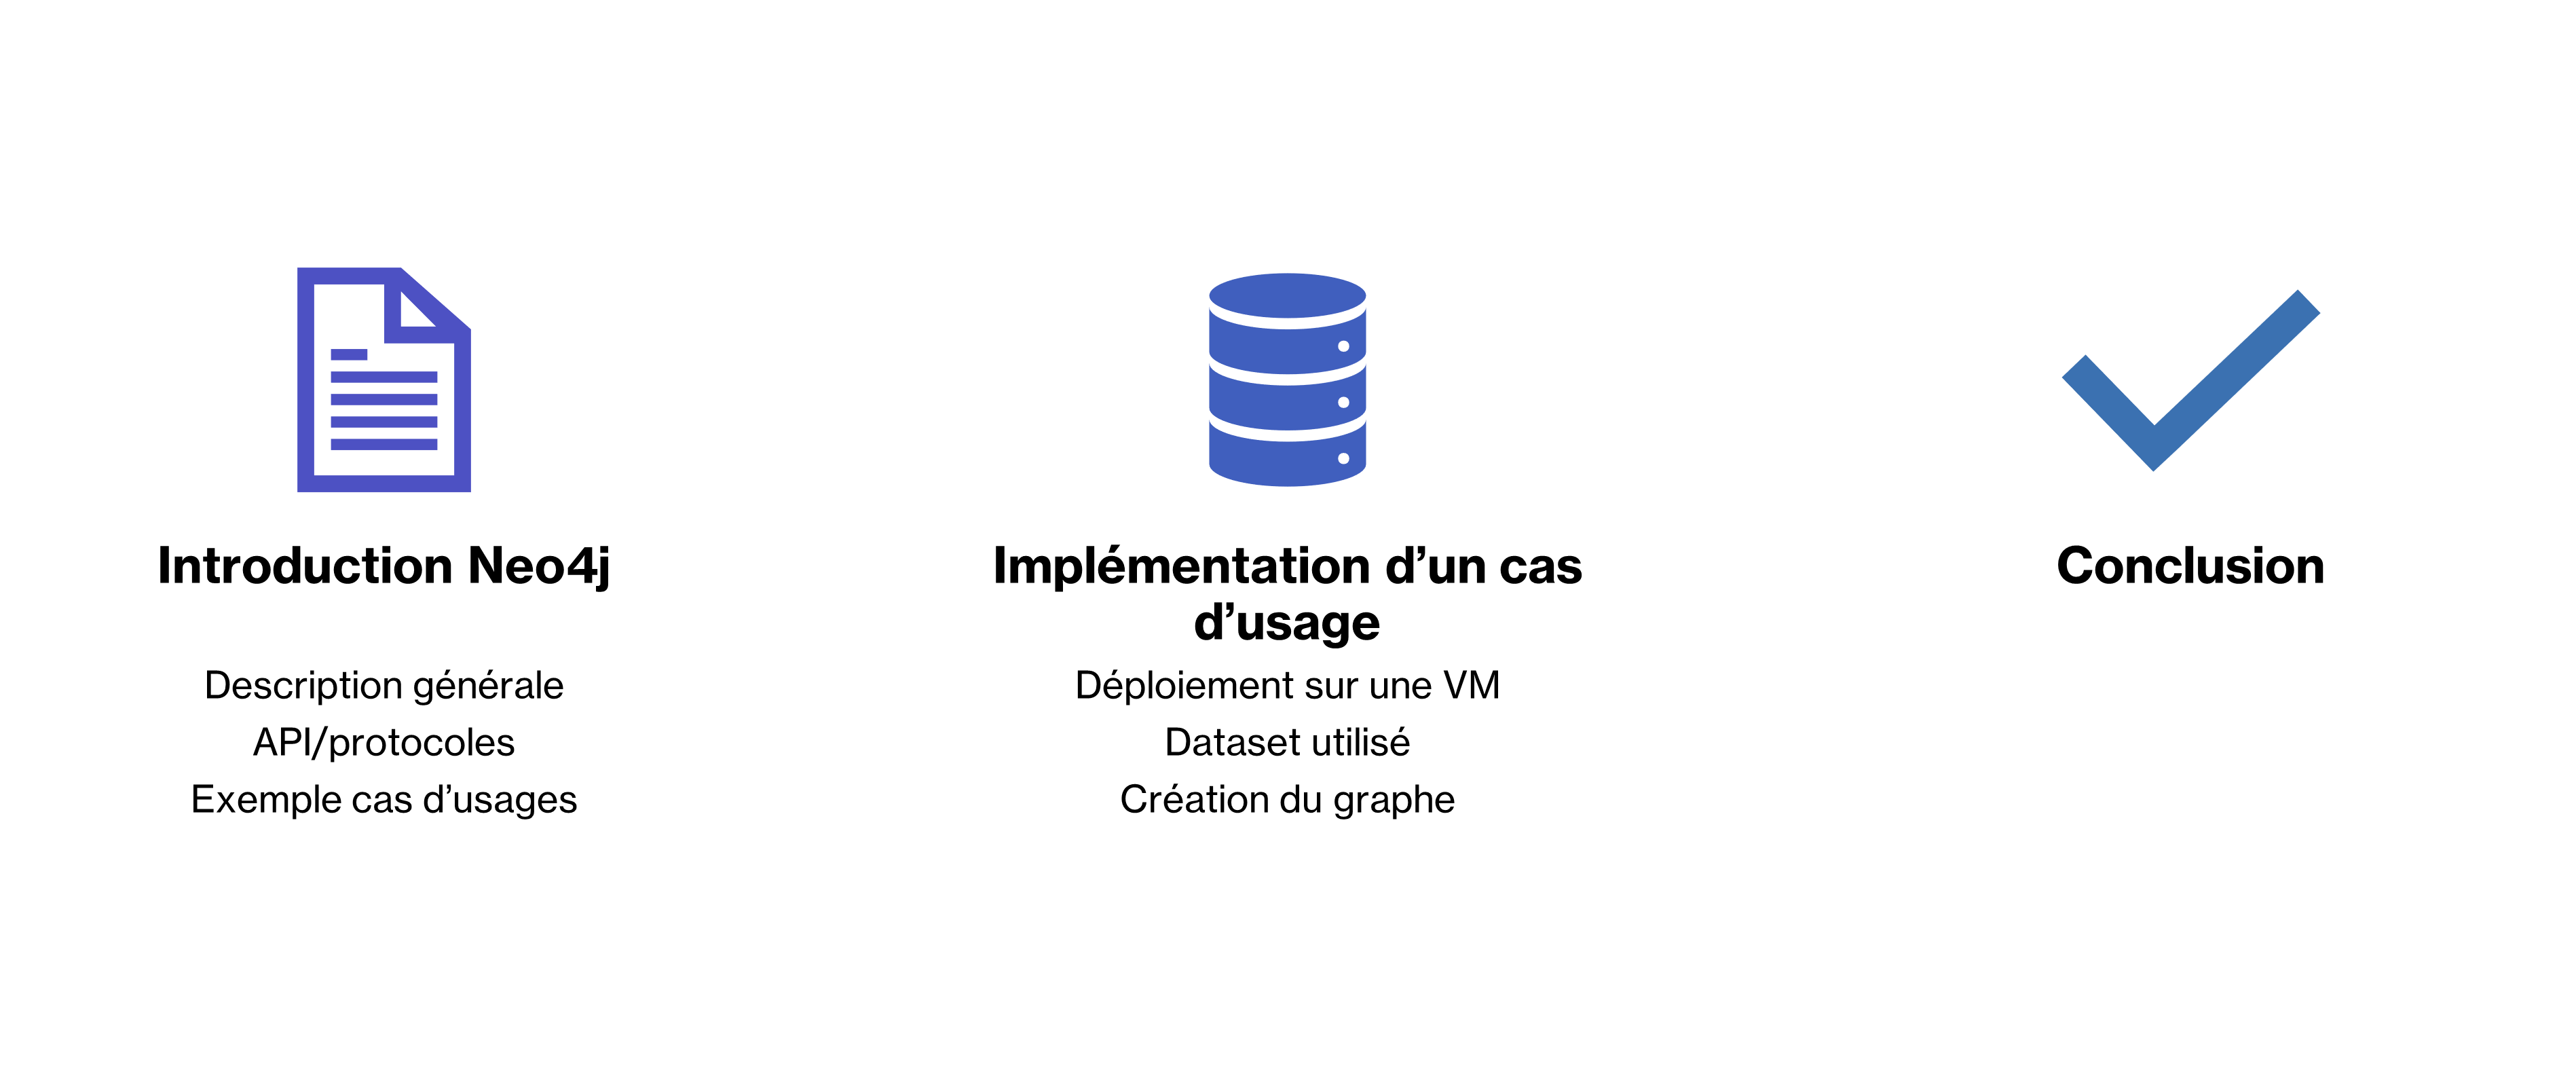 Introduction Neo4j
Description générale
API/protocoles
Exemple cas d’usages
Implémentation d’un cas
d’usage
Déploiement sur une VM
Dataset utilisé
Création du graphe
Conclusion